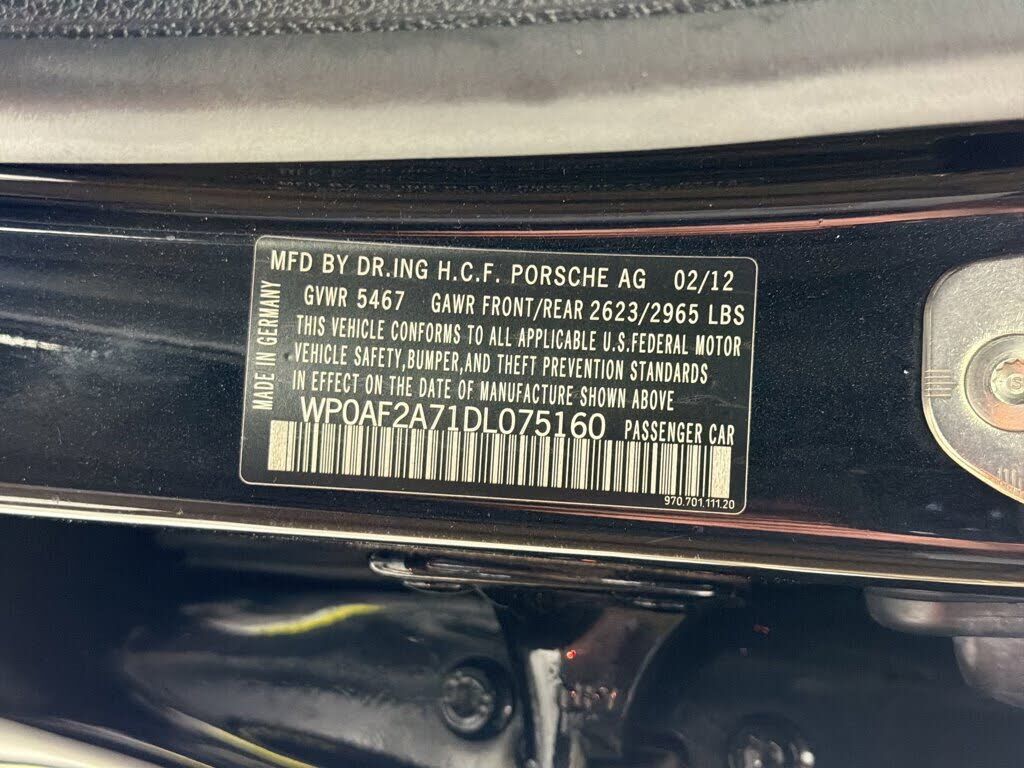 MFD BY DR.ING H.C.F. PORSCHE AG 02/12
GVWR 5467 GAWR FRONT/REAR 2623/2965 LBS
THIS VEHICLE CONFORMS TO ALL APPLICABLE U.S.FEDERAL MOTOR
VEHICLE SAFETY,BUMPER,AND THEFT PREVENTION STANDARDS
IN EFFECT ON THE DATE OF MANUFACTURE SHOWN ABOVE
WP0AF2A71DL075160 PASSENGER CAR
970.701.111.20
MADE IN GERMANY